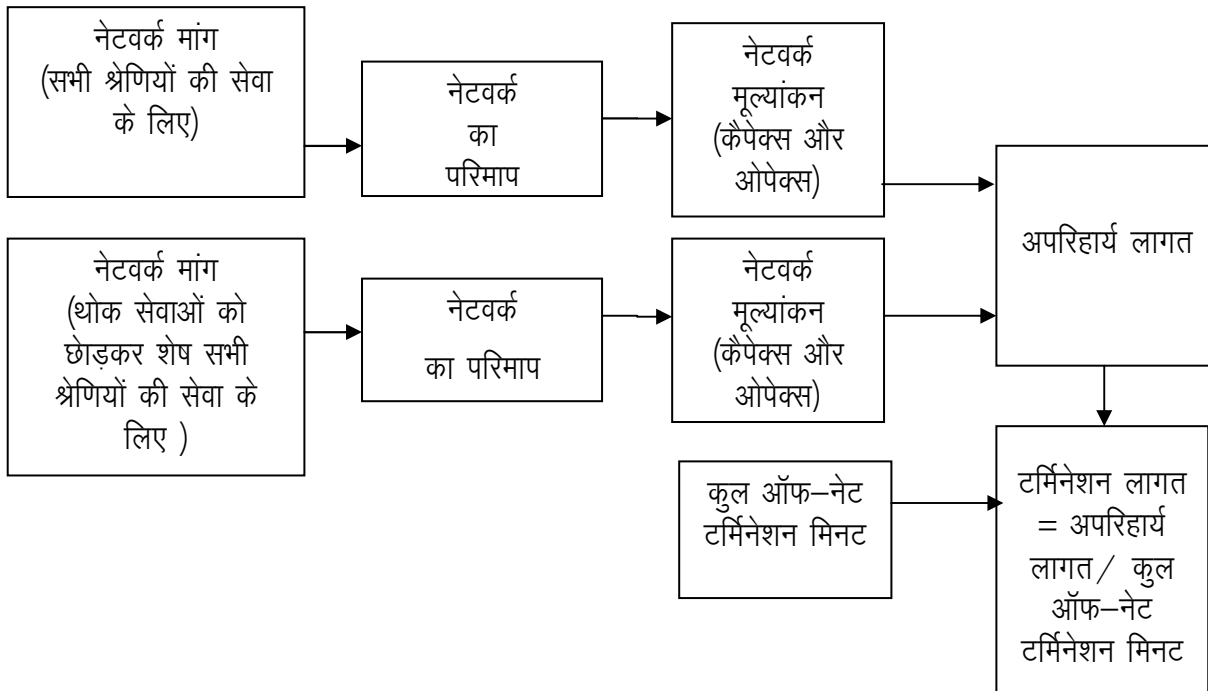 नेटवर्क मांग
(सभी श्रेणियों की सेवा
के लिए)
नेटवर्क
का
परिमाप
नेटवर्क
मूल्यांकन
(कैपेक्स और
ओपेक्स)
अपरिहार्य लागत
नेटवर्क मांग
(थोक सेवाओं को
छेाड़कर शेष सभी
श्रेणियों की सेवा के
लिए )
नेटवर्क
का परिमाप
नेटवर्क
मूल्यांकन
(कैपेक्स और
ओपेक्स)
कुल ऑफ–नेट
टर्मिनेशन मिनट
टर्मिनेशन लागत
= अपरिहार्य
लागत / कुल
ऑफ–नेट
टर्मिनेशन मिनट